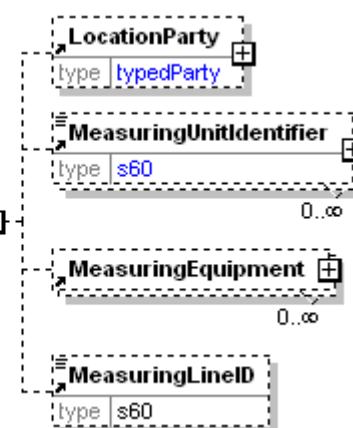 LocationParty
type typedParty
MeasuringUnitIdentifier
type s60
0..∞
MeasuringEquipment
0..∞
MeasuringLineID
type s60